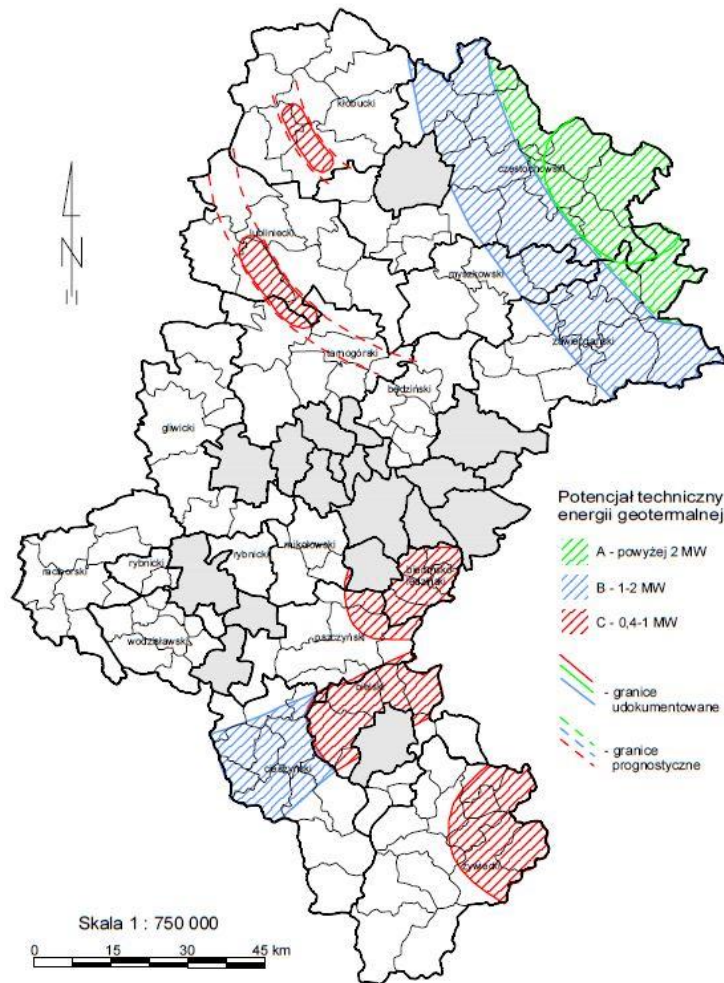 kłobucki
częstochowski
lubliniecki
myszkowski
zawierciański
tarnogórski
będziński
gliwicki
Potencjał techniczny
energii geotermalnej
A - powyżej 2 MW
B - 1-2 MW
C - 0,4-1 MW
- granice
udokumentowane
- granice
prognostyczne
mikołowski
rybnicki
rybnicki
raciborski
bieruńsko
lędziński
wodzisławski
pszczyński
bielski
cieszyński
żywiecki
N
Skala 1 : 750 000
0 15 30 45 km